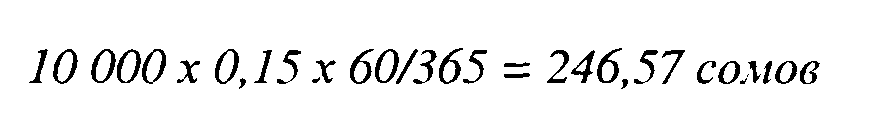 10 000 х 0,15 х 60/365 = 246,57 сомов